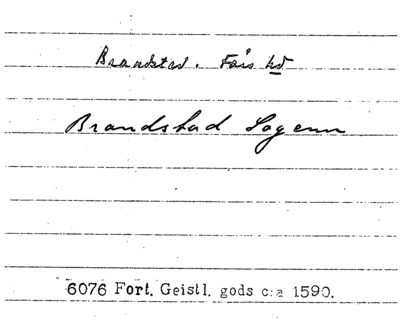 Brandstad. Färs hd
Brandstad Sogenn
6076 Fort. Geistl. gods c:a 1590.